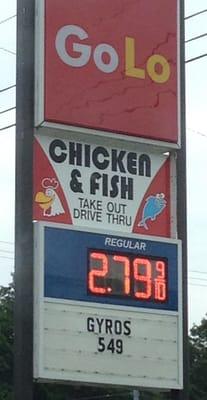 GoLo
CHICKEN
& FISH
TAKE OUT
DRIVE THRU
REGULAR
2.79 9/10
GYROS
549